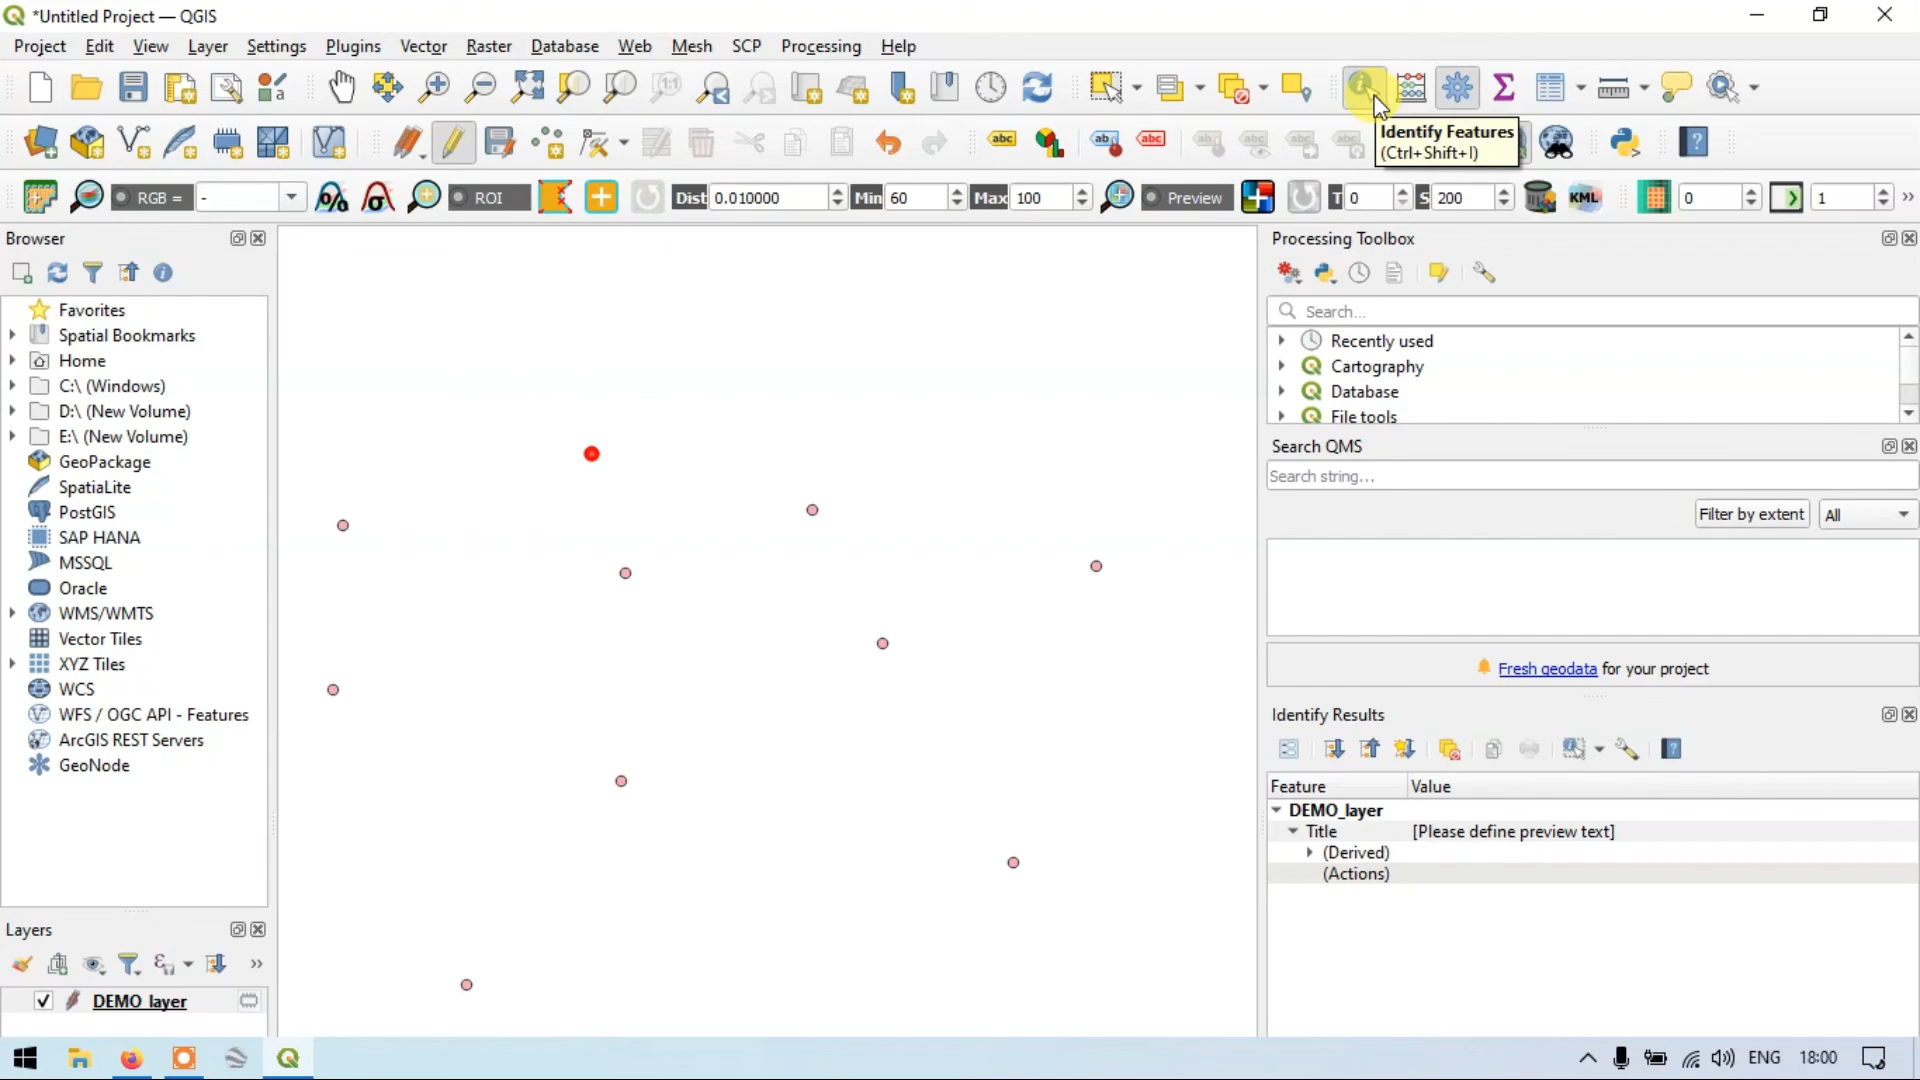 *Untitled Project — QGIS
Project Edit View Layer Settings Plugins Vector Raster Database Web Mesh SCP Processing Help
Identify Features
(Ctrl+Shift+I)
RGB = - ROI Dist 0.010000 Min 60 Max 100 Preview T 0 S 200 KML 0 1
Browser
Favorites
Spatial Bookmarks
Home
C:\ (Windows)
D:\ (New Volume)
E:\ (New Volume)
GeoPackage
SpatiaLite
PostGIS
SAP HANA
MSSQL
Oracle
WMS/WMTS
Vector Tiles
XYZ Tiles
WCS
WFS / OGC API - Features
ArcGIS REST Servers
GeoNode
Layers
DEMO_layer
Processing Toolbox
Search...
Recently used
Cartography
Database
File tools
Search QMS
Search string...
Filter by extent All
Fresh geodata for your project
Identify Results
Feature Value
DEMO_layer
Title [Please define preview text]
(Derived)
(Actions)
ENG 18:00